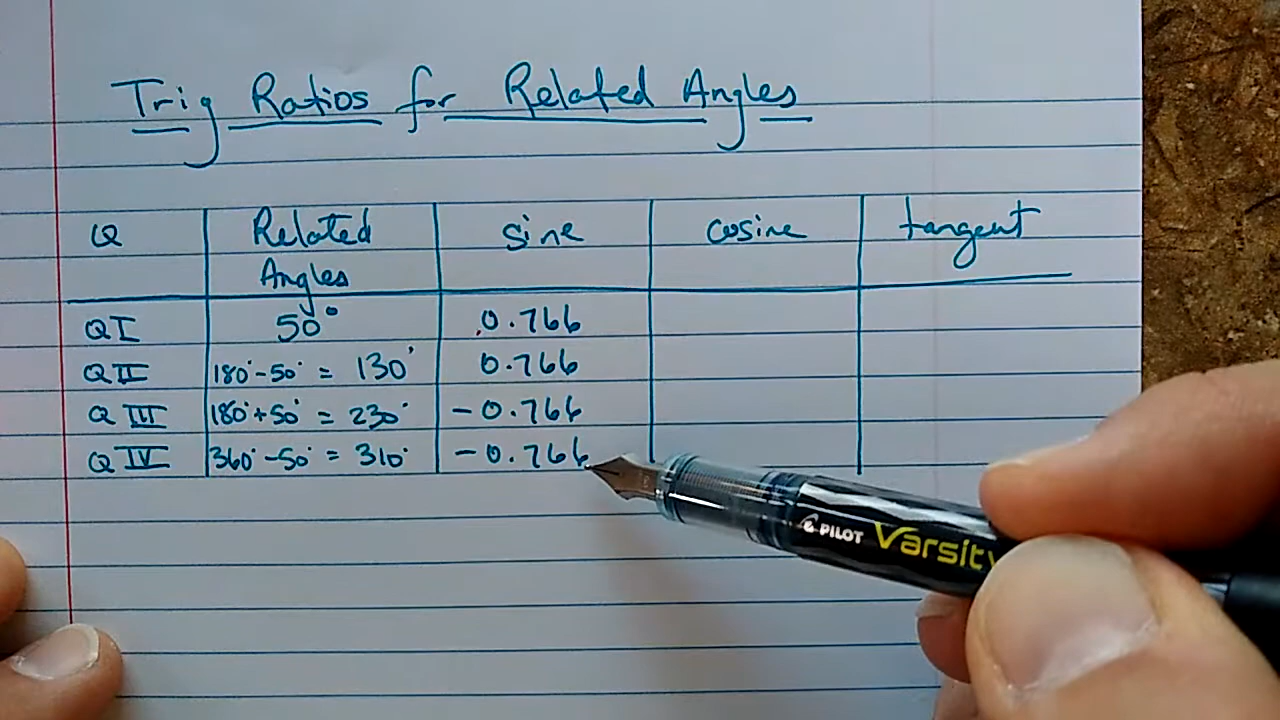 Trig Ratios for Related Angles
Q Related Angles sine cosine tangent
QI 50° 0.766
QII 180°-50° = 130° 0.766
QIII 180°+50° = 230° -0.766
QIV 360°-50° = 310° -0.766
PILOT Varsity